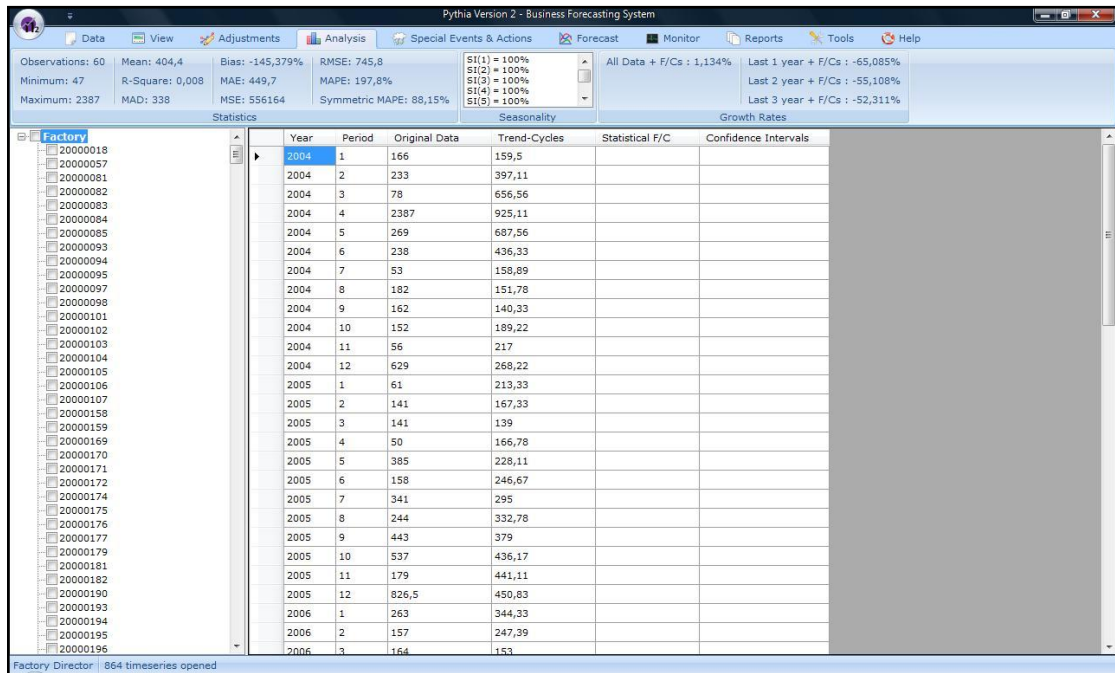 Pythia Version 2 - Business Forecasting System
Data View Adjustments Analysis Special Events & Actions Forecast Monitor Reports Tools Help
Observations: 60 Mean: 404,4 Bias: -145,379% RMSE: 745,8
Minimum: 47 R-Square: 0,008 MAE: 449,7 MAPE: 197,8%
Maximum: 2387 MAD: 338 MSE: 556164 Symmetric MAPE: 88,15%
Statistics
SI(1) = 100%
SI(2) = 100%
SI(3) = 100%
SI(4) = 100%
SI(5) = 100%
Seasonality
All Data + F/Cs : 1,134% Last 1 year + F/Cs : -65,085%
Last 2 year + F/Cs : -55,108%
Last 3 year + F/Cs : -52,311%
Growth Rates
Factory
20000018
20000057
20000081
20000082
20000083
20000084
20000085
20000093
20000094
20000095
20000097
20000098
20000101
20000102
20000103
20000104
20000105
20000106
20000107
20000158
20000159
20000169
20000170
20000171
20000172
20000174
20000175
20000176
20000177
20000179
20000181
20000182
20000190
20000193
20000194
20000195
20000196
Year Period Original Data Trend-Cycles Statistical F/C Confidence Intervals
2004 1 166 159,5
2004 2 233 397,11
2004 3 78 656,56
2004 4 2387 925,11
2004 5 269 687,56
2004 6 238 436,33
2004 7 53 158,89
2004 8 182 151,78
2004 9 162 140,33
2004 10 152 189,22
2004 11 56 217
2004 12 629 268,22
2005 1 61 213,33
2005 2 141 167,33
2005 3 141 139
2005 4 50 166,78
2005 5 385 228,11
2005 6 158 246,67
2005 7 341 295
2005 8 244 332,78
2005 9 443 379
2005 10 537 436,17
2005 11 179 441,11
2005 12 826,5 450,83
2006 1 263 344,33
2006 2 157 247,39
2006 3 164 153
Factory Director 864 timeseries opened